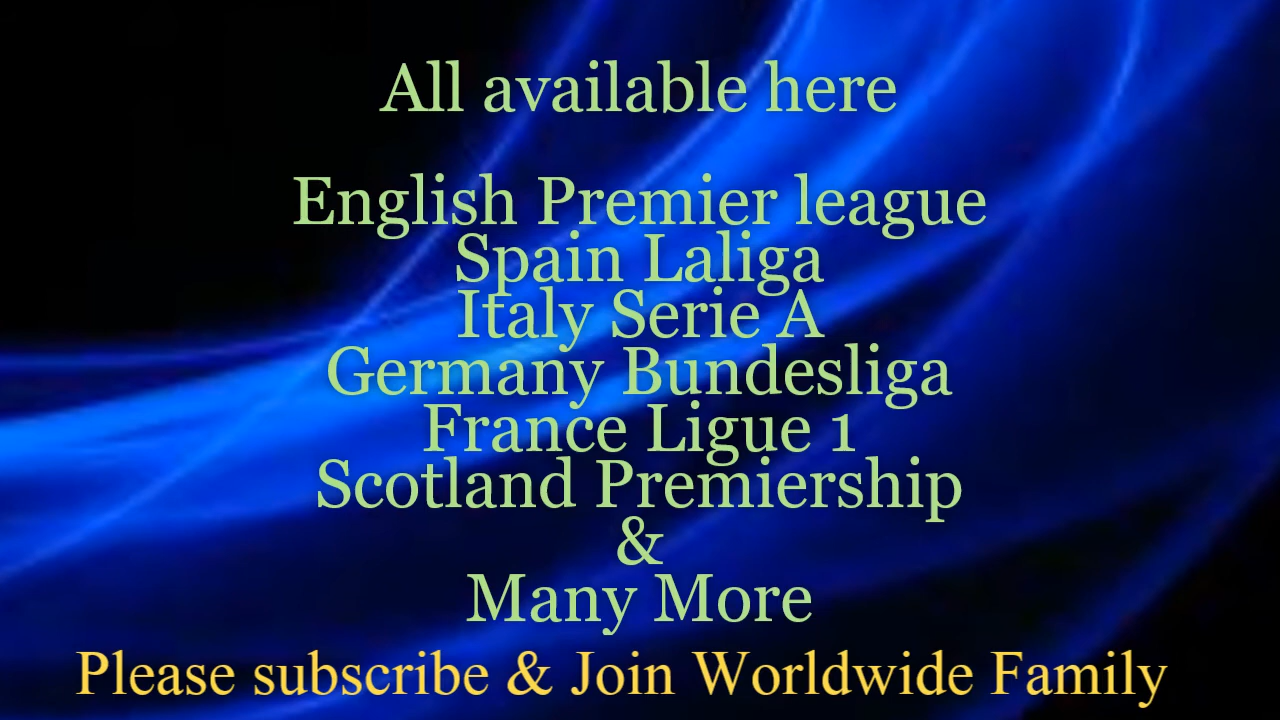 All available here
English Premier league
Spain Laliga
Italy Serie A
Germany Bundesliga
France Ligue 1
Scotland Premiership
&
Many More
Please subscribe & Join Worldwide Family